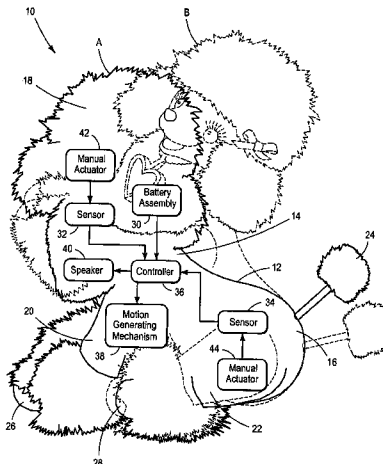 10
A
B
18
42
Manual
Actuator
Battery
Assembly
30
14
24
Sensor
32
12
40
Speaker
Controller
36
34
20
Sensor
16
Motion
Generating
Mechanism
38
44
Manual
Actuator
26
22
28